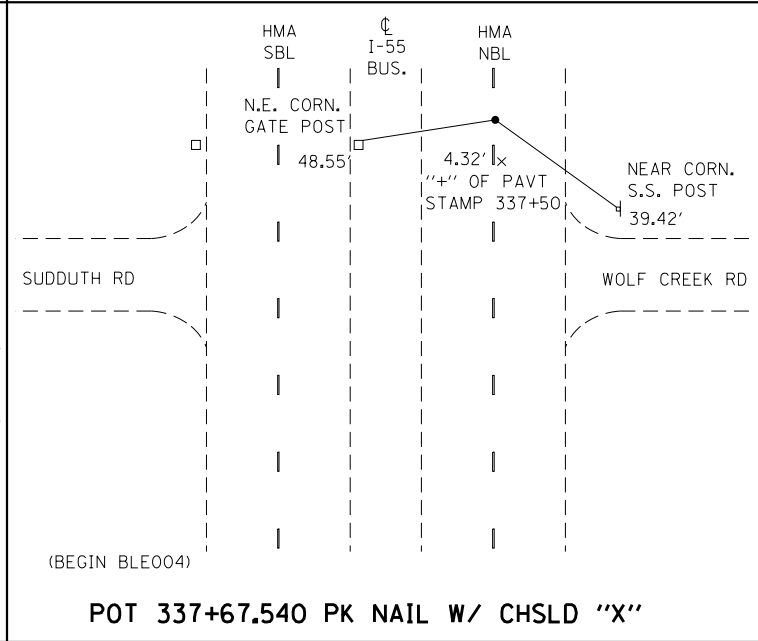 HMA
SBL
℄
I-55
BUS.
HMA
NBL
N.E. CORN.
GATE POST
48.55'
4.32' x
"+" OF PAVT
STAMP 337+50
NEAR CORN.
S.S. POST
39.42'
SUDDUTH RD
WOLF CREEK RD
(BEGIN BLE004)
POT 337+67.540 PK NAIL W/ CHSLD "X"